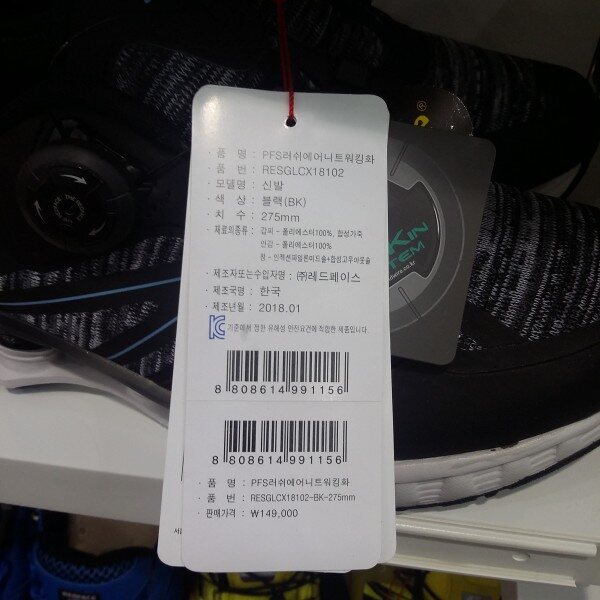 · 품 명 : PFS러쉬에어니트워킹화
· 품 번 : RESGLCX18102
· 모델명 : 신발
· 색 상 : 블랙(BK)
· 치 수 : 275mm
· 재료의종류 : 갑피 - 폴리에스터100%, 합성가죽
안감 - 폴리에스터100%
창 - 인젝션파일론미드솔+합성고무아웃솔
· 제조자또는수입자명 : ㈜레드페이스
· 제조국명 : 한국
· 제조년월 : 2018.01
기준에서 정한 유해성 안전요건에 적합한 제품입니다.
8 808614 991156
8 808614 991156
· 품 명 : PFS러쉬에어니트워킹화
· 품 번 : RESGLCX18102-BK-275mm
· 판매가격 : ₩149,000
KIN
TEM